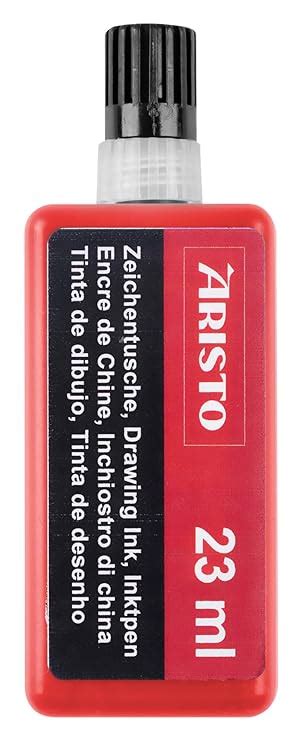 ARISTO 23 ml
Zeichentusche, Drawing Ink, Inktpen
Encre de Chine, Inchiostro di china
Tinta de dibujo, Tinta de desenho